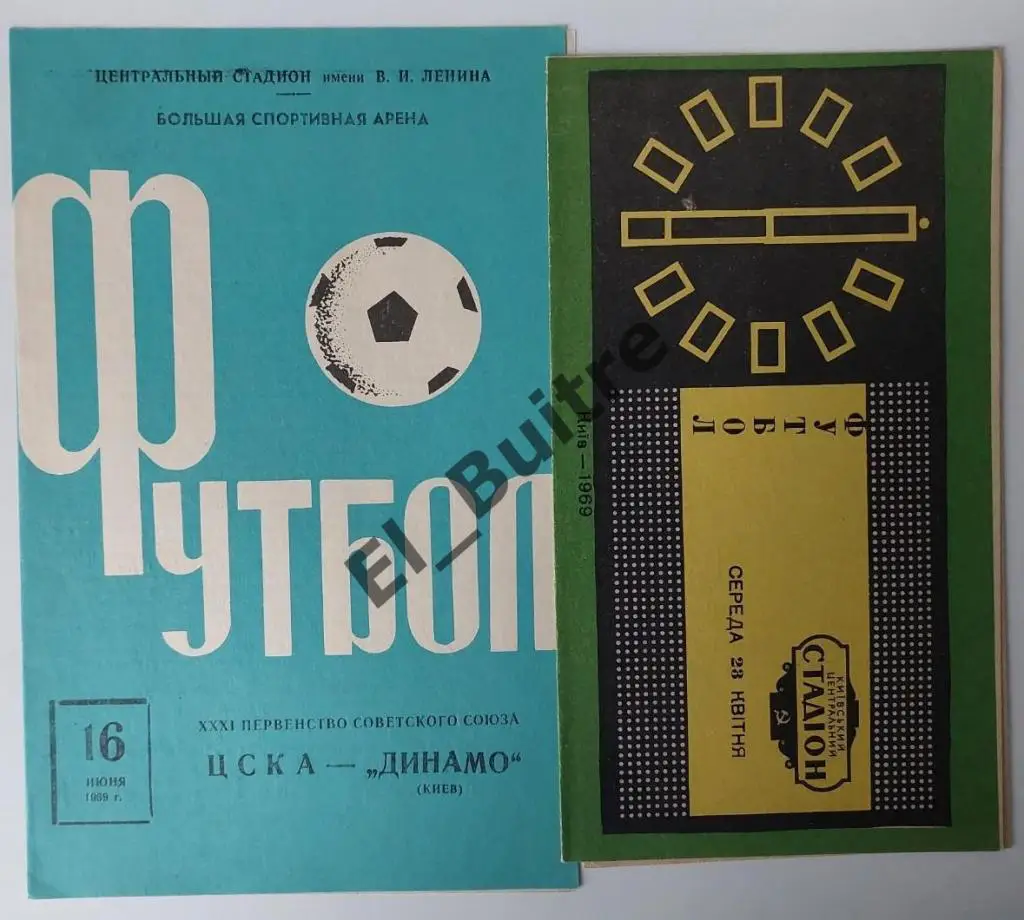 ЦЕНТРАЛЬНЫЙ СТАДИОН имени В. И. ЛЕНИНА
БОЛЬШАЯ СПОРТИВНАЯ АРЕНА
ФУТБОЛ
XXXI ПЕРВЕНСТВО СОВЕТСКОГО СОЮЗА
ЦСКА — „ДИНАМО“
(КИЕВ)
16
ИЮНЯ
1969 г.
ФУТБОЛ
Київ — 1969
СЕРЕДА 23 КВІТНЯ
КИЇВСЬКИЙ
ЦЕНТРАЛЬНИЙ
СТАДІОН
El_Buitre